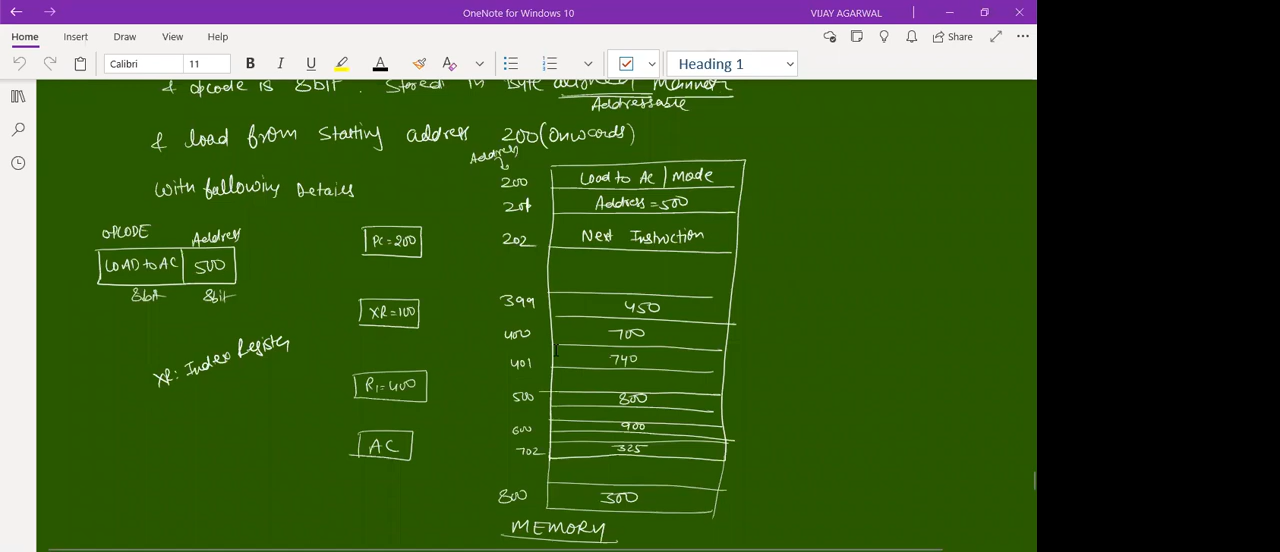 OneNote for Windows 10
VIJAY AGARWAL
Home Insert Draw View Help
Share
Calibri 11 B I U A Heading 1
& opcode is 8bit. Stored in Byte Manner
Addressable
& load from starting address 200 (onwords)
With following Details
Address
200 Load to AC | Mode
201 Address = 500
202 Next Instruction
399 450
400 700
401 740
500 800
600 900
702 325
800 300
MEMORY
OPCODE Address
LOAD to AC 500
8bit 8bit
XR: Index Register
PC = 200
XR = 100
R1 = 400
AC